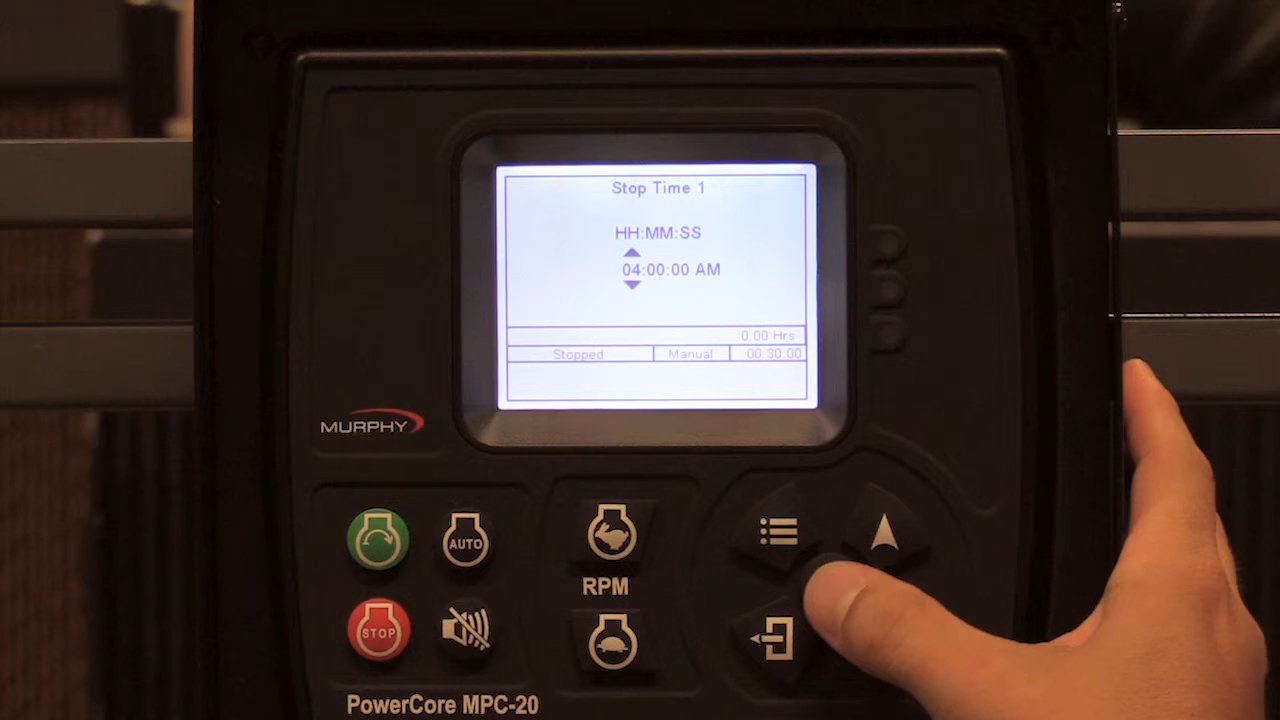 Stop Time 1
HH:MM:SS
04:00:00 AM
0.00 Hrs
Stopped Manual 00:30:00
MURPHY
AUTO
RPM
STOP
PowerCore MPC-20